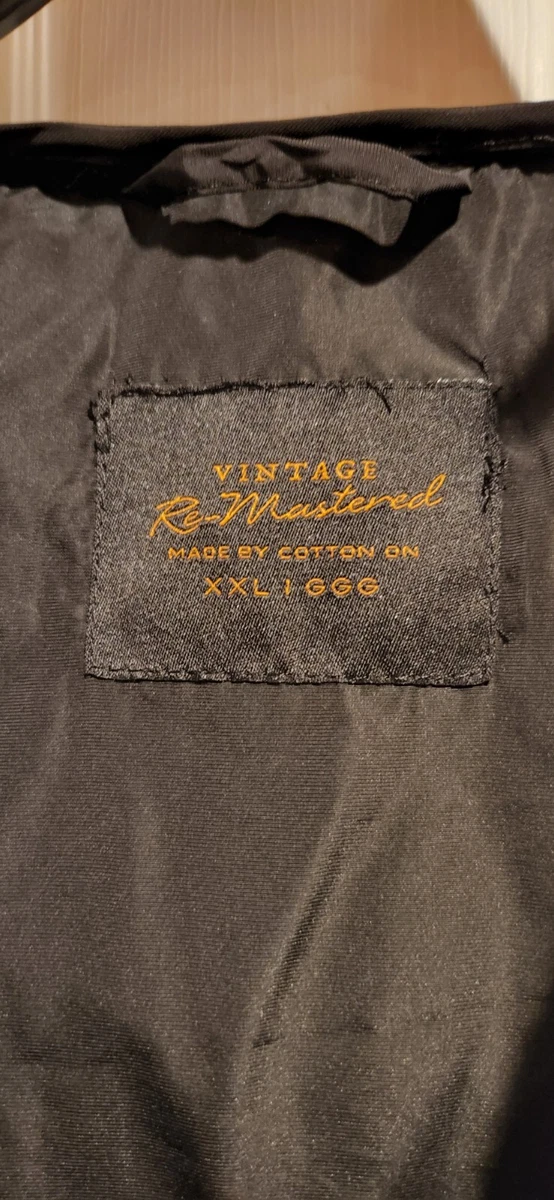 VINTAGE
Re-Mastered
MADE BY COTTON ON
XXL | GGG